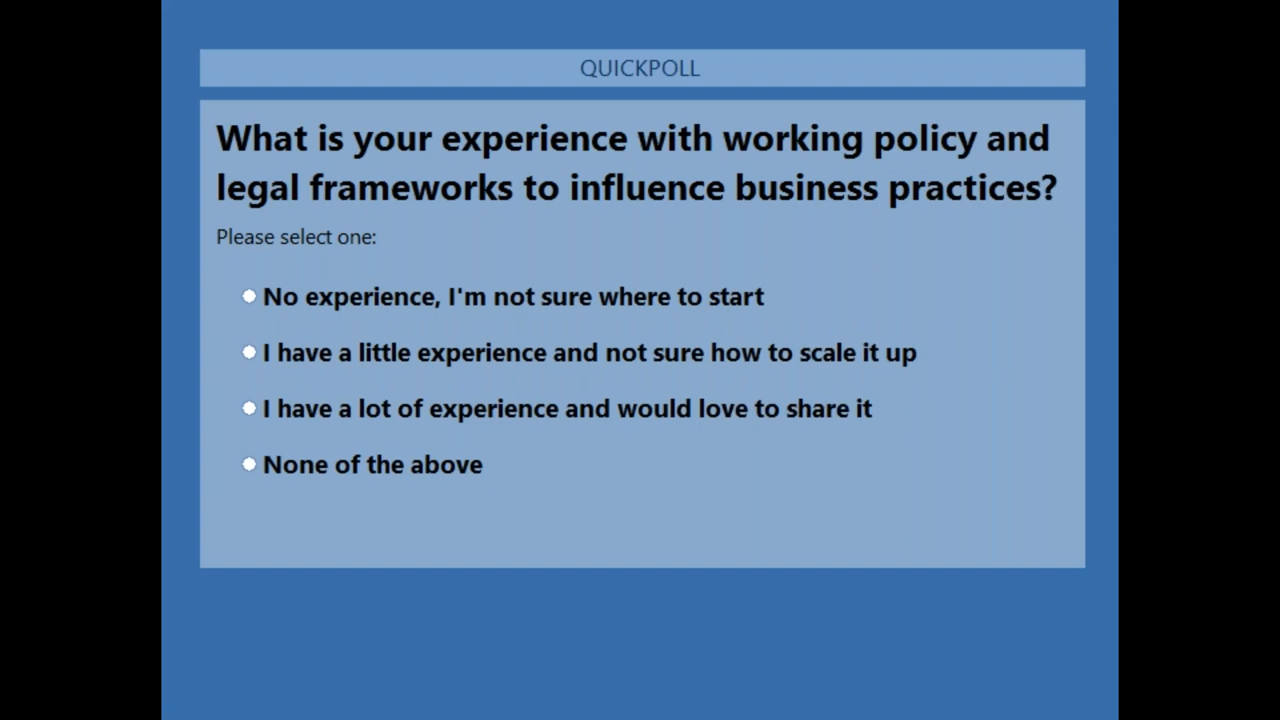 QUICKPOLL
What is your experience with working policy and
legal frameworks to influence business practices?
Please select one:
No experience, I'm not sure where to start
I have a little experience and not sure how to scale it up
I have a lot of experience and would love to share it
None of the above